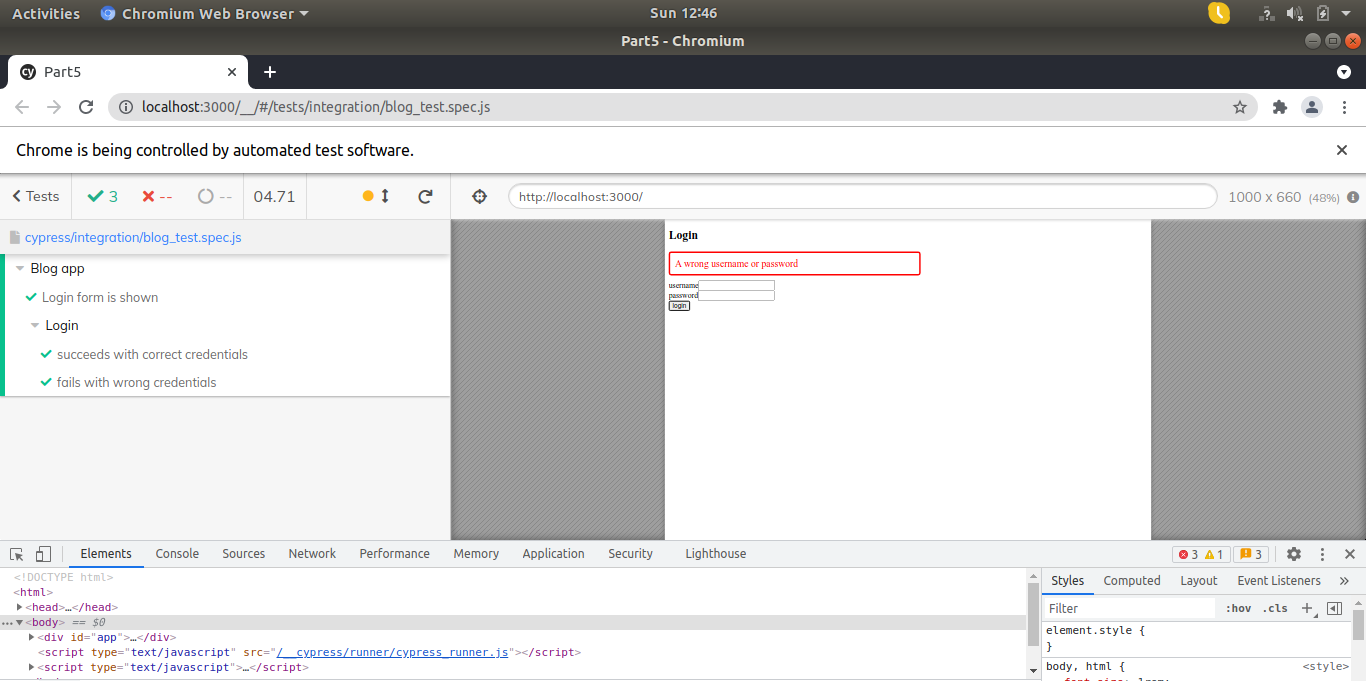 Activities Chromium Web Browser Sun 12:46
Part5 - Chromium
cy Part5
localhost:3000/__/#/tests/integration/blog_test.spec.js
Chrome is being controlled by automated test software.
Tests 3 -- -- 04.71 http://localhost:3000/ 1000 x 660 (48%)
cypress/integration/blog_test.spec.js
Blog app
Login form is shown
Login
succeeds with correct credentials
fails with wrong credentials
Login
A wrong username or password
username
password
login
Elements Console Sources Network Performance Memory Application Security Lighthouse 3 1 3
<!DOCTYPE html>
<html>
<head>…</head>
<body> == $0
<div id="app">…</div>
<script type="text/javascript" src="/__cypress/runner/cypress_runner.js"></script>
<script type="text/javascript">…</script>
Styles Computed Layout Event Listeners »
Filter :hov .cls
element.style {
}
body, html { <style>
font-size: 1rem;